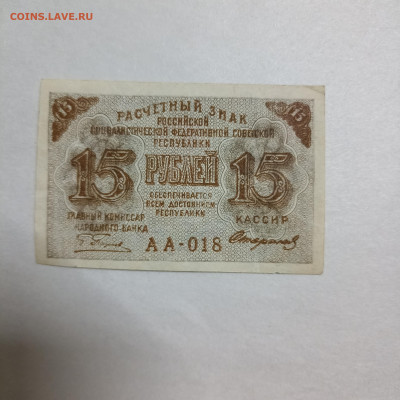 COINS.LAVE.RU
15 15
РАСЧЕТНЫЙ ЗНАК
РОССИЙСКОЙ
СОЦИАЛИСТИЧЕСКОЙ ФЕДЕРАТИВНОЙ СОВЕТСКОЙ
РЕСПУБЛИКИ
15 РУБЛЕЙ 15
ОБЕСПЕЧИВАЕТСЯ
ВСЕМ ДОСТОЯНИЕМ
РЕСПУБЛИКИ
ГЛАВНЫЙ КОМИССАР
НАРОДНОГО БАНКА
КАССИР
АА-018